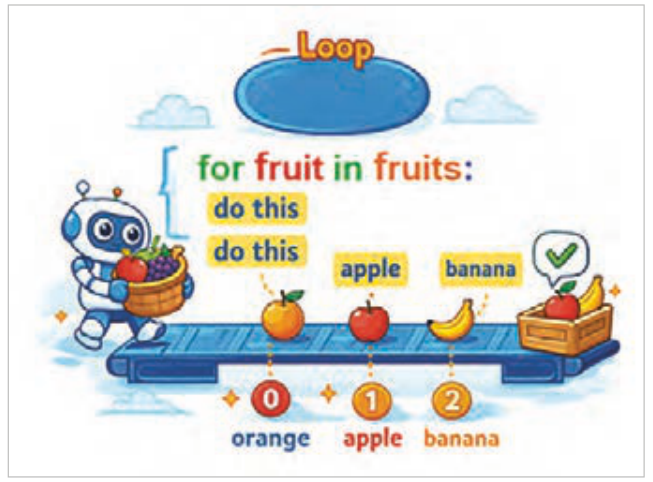 Loop
for fruit in fruits:
do this
do this
apple
banana
0
1
2
orange
apple
banana